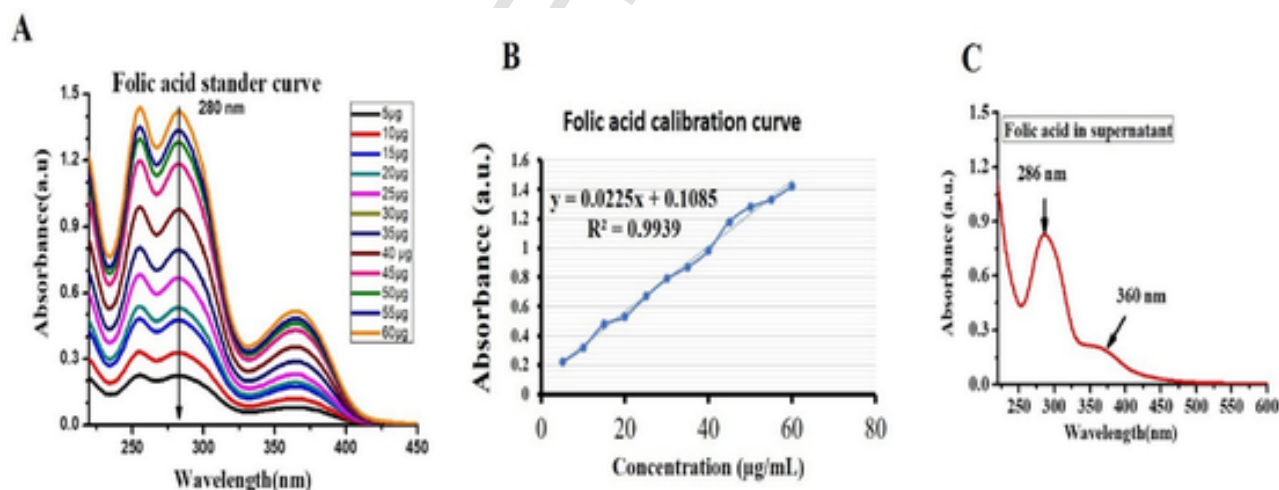 A
Folic acid stander curve
280 nm
Absorbance(a.u)
1.5
1.2
0.9
0.6
0.3
0.0
250
300
350
400
450
Wavelength(nm)
5µg
10µg
15µg
20µg
25µg
30µg
35µg
40 µg
45µg
50µg
55µg
60µg
B
Folic acid calibration curve
y = 0.0225x + 0.1085
R² = 0.9939
Absorbance (a.u.)
1.6
1.4
1.2
1
0.8
0.6
0.4
0.2
0
0
20
40
60
80
Concentration (µg/mL)
C
Folic acid in supernatant
286 nm
360 nm
Absorbance(a.u.)
1.5
1.2
0.9
0.6
0.3
0.0
250
300
350
400
450
500
550
600
Wavelength(nm)